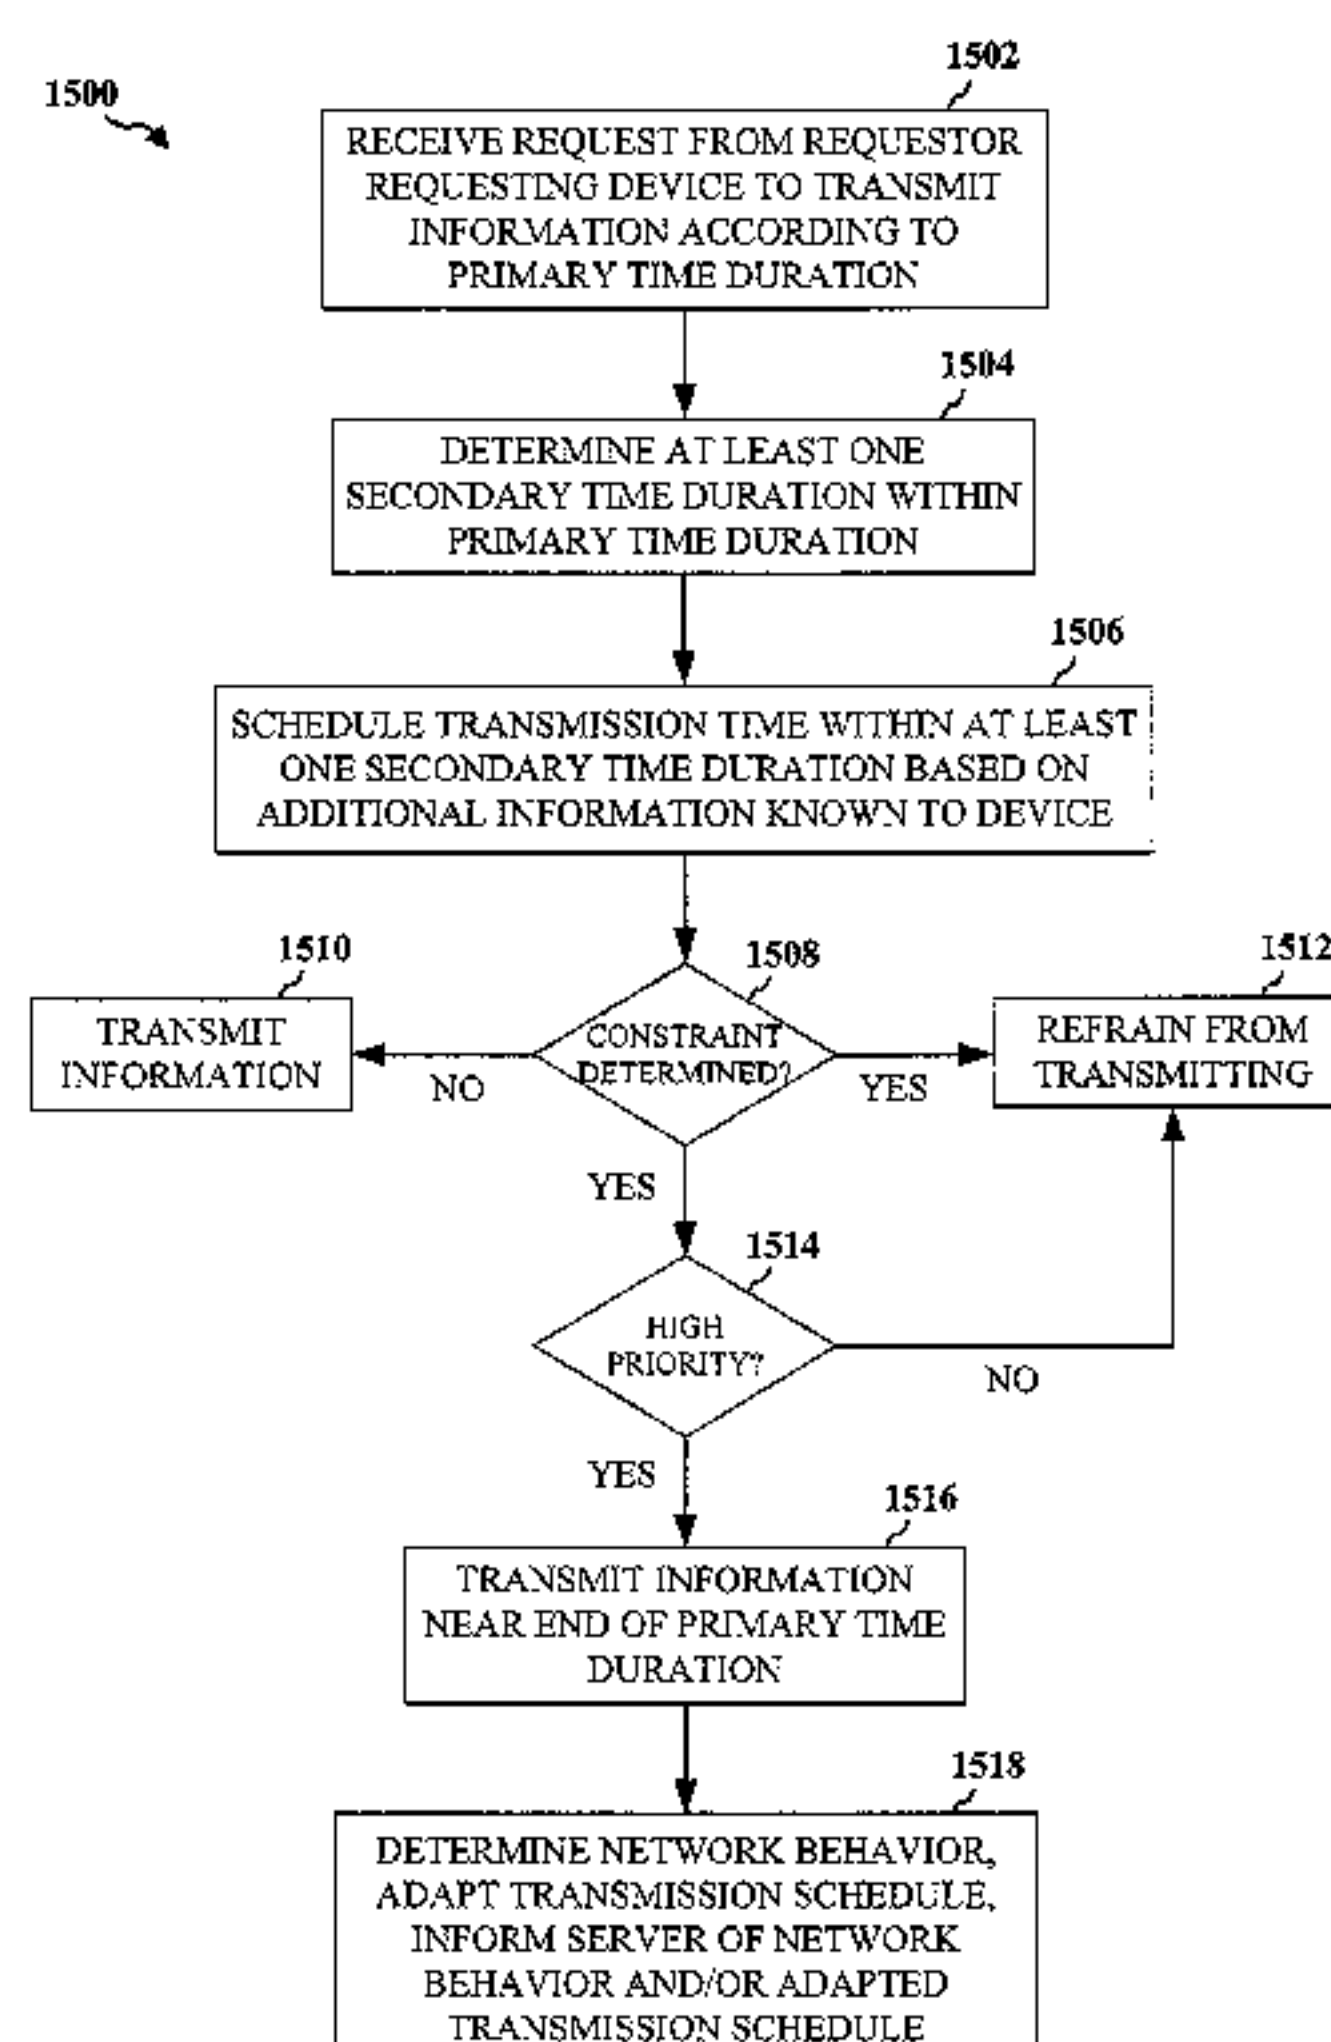 1500
1502
RECEIVE REQUEST FROM REQUESTOR
REQUESTING DEVICE TO TRANSMIT
INFORMATION ACCORDING TO
PRIMARY TIME DURATION
1504
DETERMINE AT LEAST ONE
SECONDARY TIME DURATION WITHIN
PRIMARY TIME DURATION
1506
SCHEDULE TRANSMISSION TIME WITHIN AT LEAST
ONE SECONDARY TIME DURATION BASED ON
ADDITIONAL INFORMATION KNOWN TO DEVICE
1510
TRANSMIT
INFORMATION
NO
1508
CONSTRAINT
DETERMINED?
YES
1512
REFRAIN FROM
TRANSMITTING
YES
1514
HIGH
PRIORITY?
NO
YES
1516
TRANSMIT INFORMATION
NEAR END OF PRIMARY TIME
DURATION
1518
DETERMINE NETWORK BEHAVIOR,
ADAPT TRANSMISSION SCHEDULE,
INFORM SERVER OF NETWORK
BEHAVIOR AND/OR ADAPTED
TRANSMISSION SCHEDULE